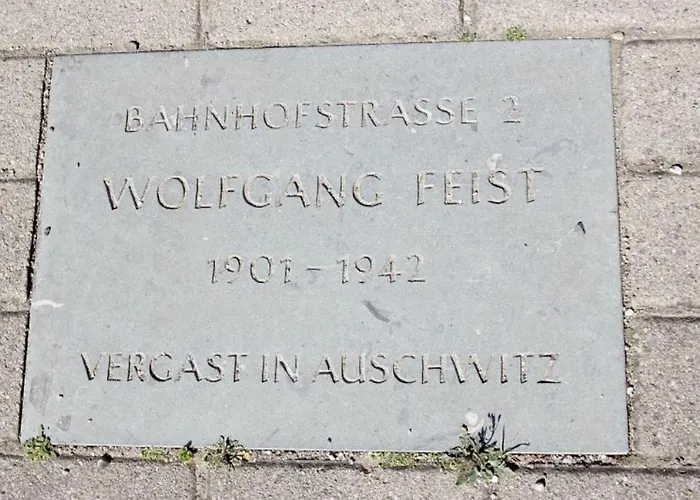 BAHNHOFSTRASSE 2
WOLFGANG FEIST
1901 - 1942
VERGAST IN AUSCHWITZ